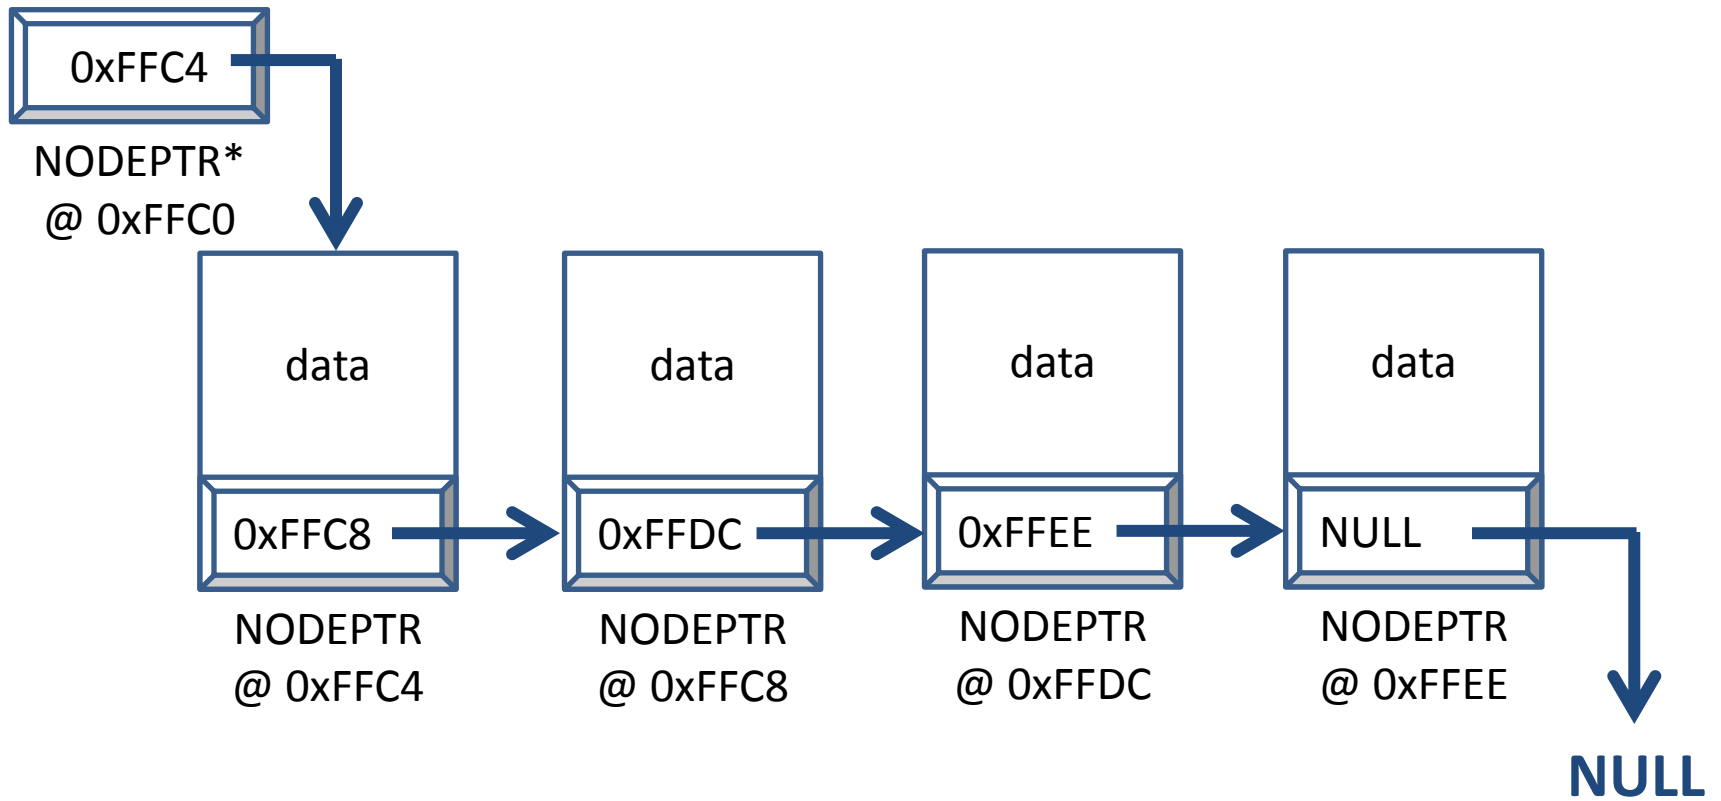 0xFFC4
NODEPTR*
@ 0xFFC0
data
data
data
data
0xFFC8
0xFFDC
0xFFEE
NULL
NODEPTR
@ 0xFFC4
NODEPTR
@ 0xFFC8
NODEPTR
@ 0xFFDC
NODEPTR
@ 0xFFEE
NULL